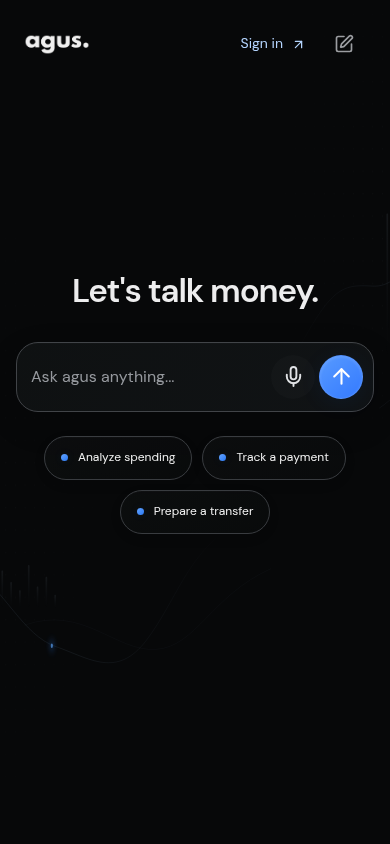 agus.
Sign in
Let's talk money.
Ask agus anything...
Analyze spending
Track a payment
Prepare a transfer